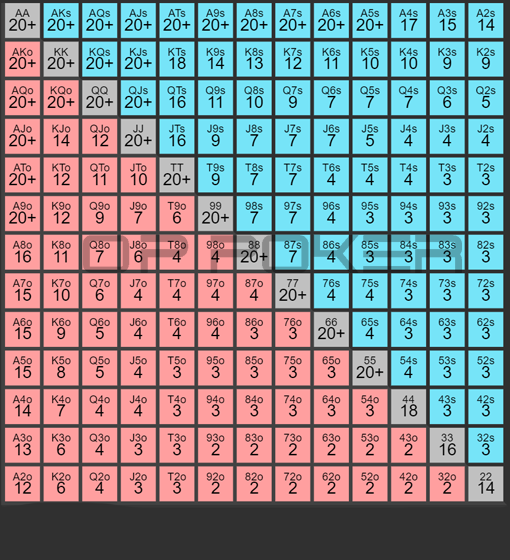 AA AKs AQs AJs ATs A9s A8s A7s A6s A5s A4s A3s A2s
20+ 20+ 20+ 20+ 20+ 20+ 20+ 20+ 20+ 20+ 17 15 14
AKo KK KQs KJs KTs K9s K8s K7s K6s K5s K4s K3s K2s
20+ 20+ 20+ 20+ 18 14 13 12 11 10 10 9 9
AQo KQo QQ QJs QTs Q9s Q8s Q7s Q6s Q5s Q4s Q3s Q2s
20+ 20+ 20+ 20+ 16 11 10 9 7 7 7 6 5
AJo KJo QJo JJ JTs J9s J8s J7s J6s J5s J4s J3s J2s
20+ 14 12 20+ 16 9 7 7 7 5 4 4 4
ATo KTo QTo JTo TT T9s T8s T7s T6s T5s T4s T3s T2s
20+ 12 11 10 20+ 9 7 7 4 4 4 3 3
A9o K9o Q9o J9o T9o 99 98s 97s 96s 95s 94s 93s 92s
20+ 12 9 7 6 20+ 7 7 4 3 3 3 3
A8o K8o Q8o J8o T8o 98o 88 87s 86s 85s 84s 83s 82s
16 11 7 6 4 4 20+ 7 4 4 3 3 3
OP POKER
A7o K7o Q7o J7o T7o 97o 87o 77 76s 75s 74s 73s 72s
15 10 6 4 4 4 4 20+ 4 4 3 3 3
A6o K6o Q6o J6o T6o 96o 86o 76o 66 65s 64s 63s 62s
15 9 5 4 4 4 3 3 20+ 4 3 3 3
A5o K5o Q5o J5o T5o 95o 85o 75o 65o 55 54s 53s 52s
15 8 5 4 3 3 3 3 3 20+ 4 3 3
A4o K4o Q4o J4o T4o 94o 84o 74o 64o 54o 44 43s 42s
14 7 4 4 3 3 3 3 3 3 18 3 3
A3o K3o Q3o J3o T3o 93o 83o 73o 63o 53o 43o 33 32s
13 6 4 3 3 2 2 2 2 2 2 16 3
A2o K2o Q2o J2o T2o 92o 82o 72o 62o 52o 42o 32o 22
12 6 4 3 3 2 2 2 2 2 2 2 14